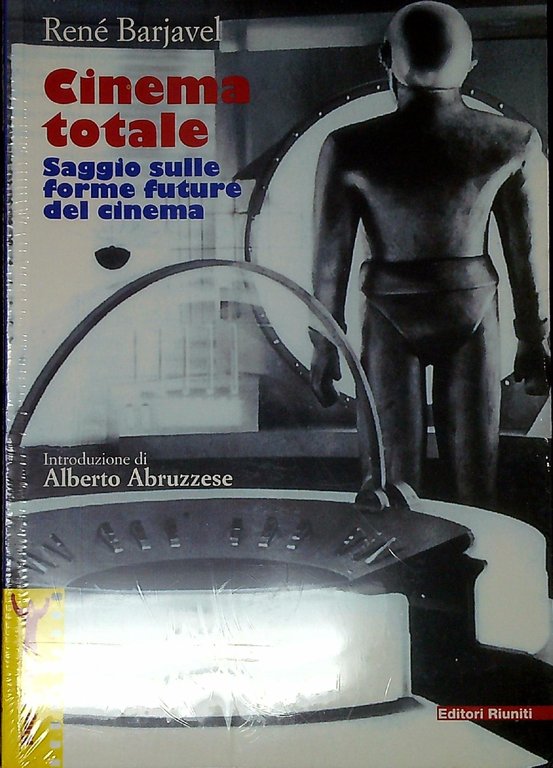 René Barjavel
Cinema
totale
Saggio sulle
forme future
del cinema
Introduzione di
Alberto Abruzzese
Editori Riuniti